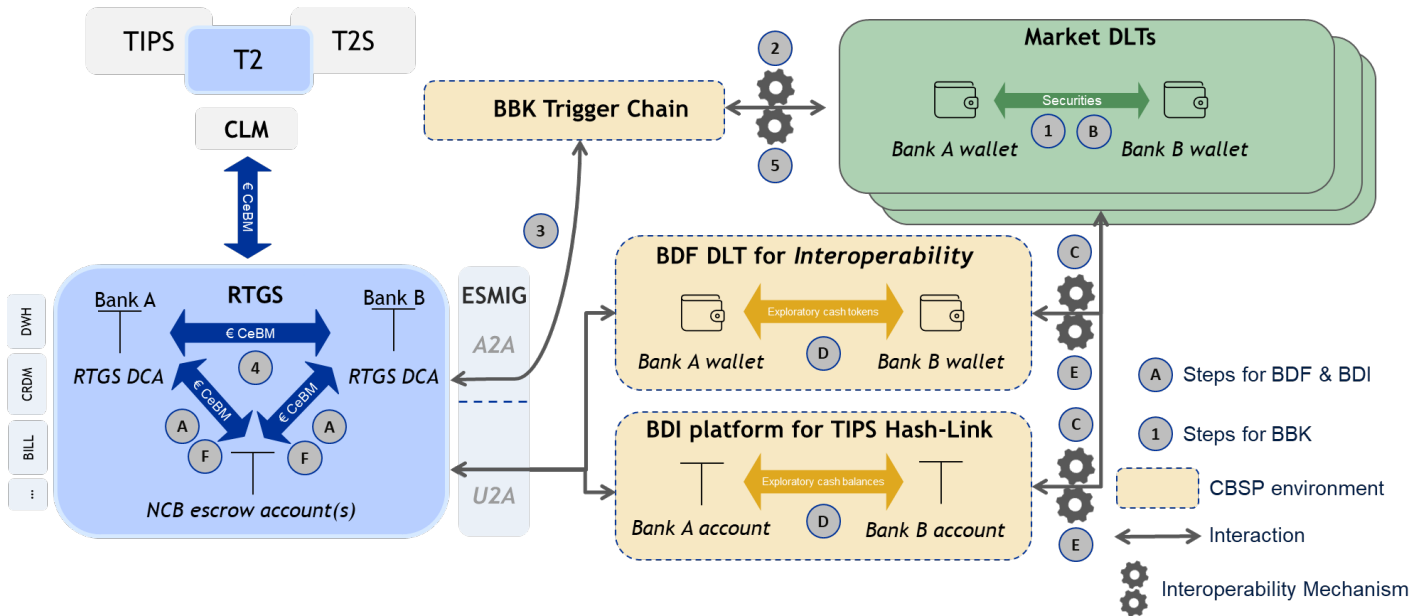 TIPS
T2S
T2
CLM
€ CeBM
BBK Trigger Chain
2
5
3
Market DLTs
Securities
1
B
Bank A wallet
Bank B wallet
DWH
CRDM
BILL
...
Bank A
RTGS
Bank B
€ CeBM
4
RTGS DCA
RTGS DCA
€ CeBM
€ CeBM
A
A
F
F
NCB escrow account(s)
ESMIG
A2A
U2A
BDF DLT for Interoperability
Exploratory cash tokens
D
Bank A wallet
Bank B wallet
C
E
BDI platform for TIPS Hash-Link
Exploratory cash balances
D
Bank A account
Bank B account
C
E
A
Steps for BDF & BDI
1
Steps for BBK
CBSP environment
Interaction
Interoperability Mechanism